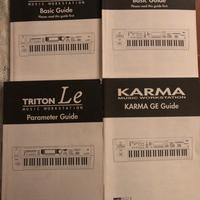 MUSIC WORKSTATION
Basic Guide
Please read this guide first
Basic Guide
Please read this guide first
TRITON Le
MUSIC WORKSTATION
Parameter Guide
KARMA
MUSIC WORKSTATION
KARMA GE Guide